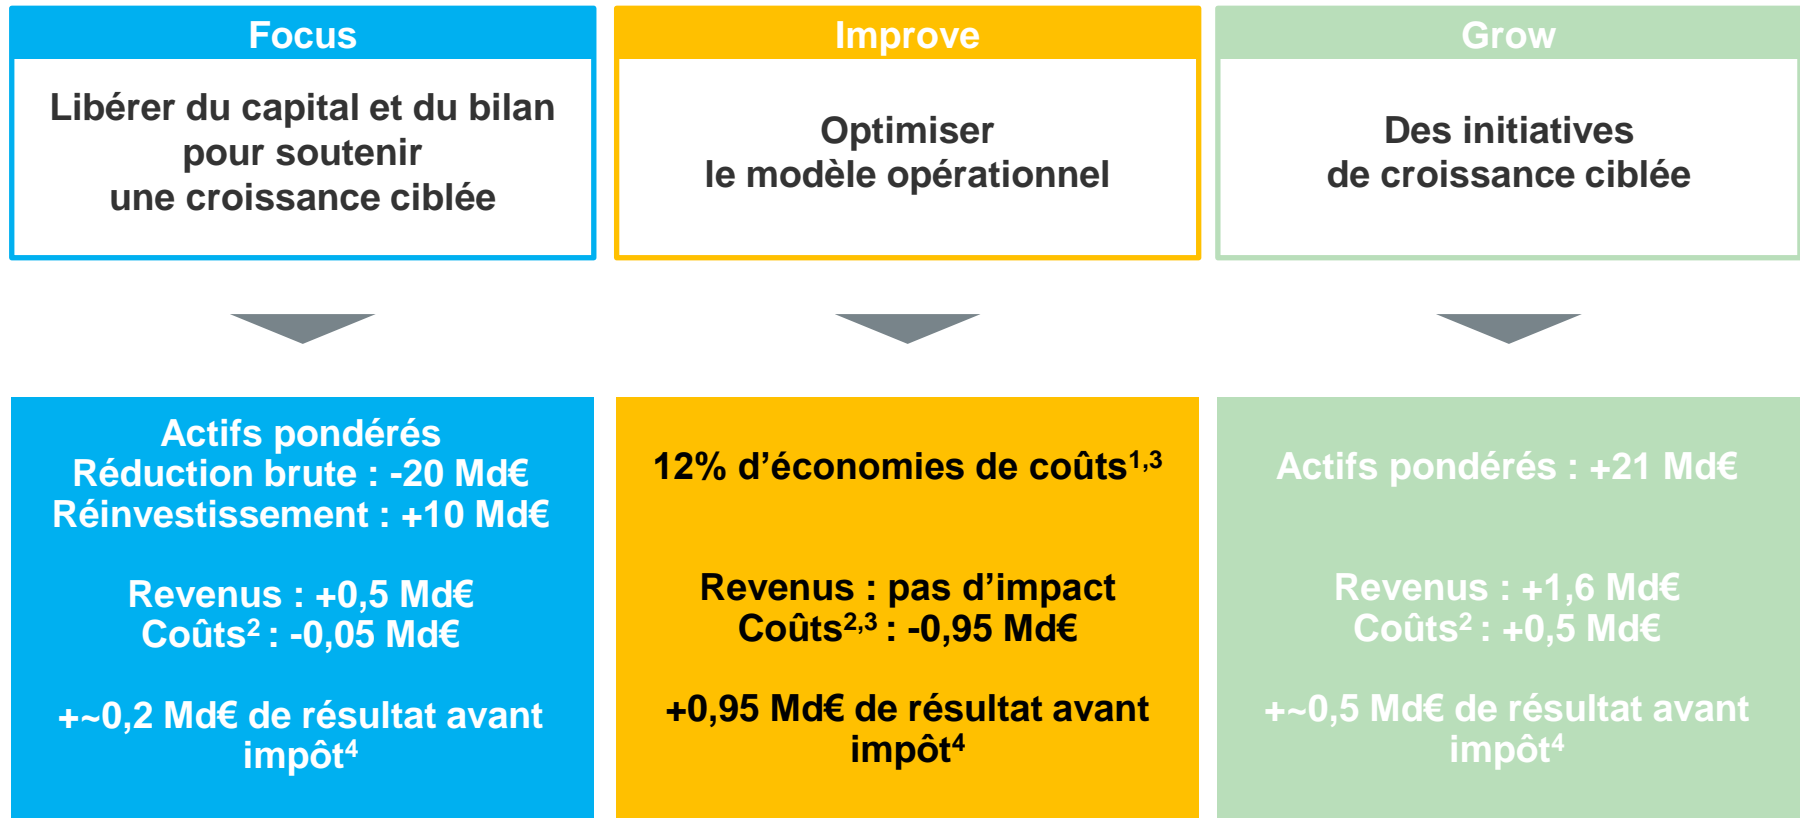 Focus
Libérer du capital et du bilan
pour soutenir
une croissance ciblée
Improve
Optimiser
le modèle opérationnel
Grow
Des initiatives
de croissance ciblée
Actifs pondérés
Réduction brute : -20 Md€
Réinvestissement : +10 Md€
Revenus : +0,5 Md€
Coûts² : -0,05 Md€
+~0,2 Md€ de résultat avant
impôt⁴
12% d’économies de coûts¹,³
Revenus : pas d’impact
Coûts²,³ : -0,95 Md€
+0,95 Md€ de résultat avant
impôt⁴
Actifs pondérés : +21 Md€
Revenus : +1,6 Md€
Coûts² : +0,5 Md€
+~0,5 Md€ de résultat avant
impôt⁴